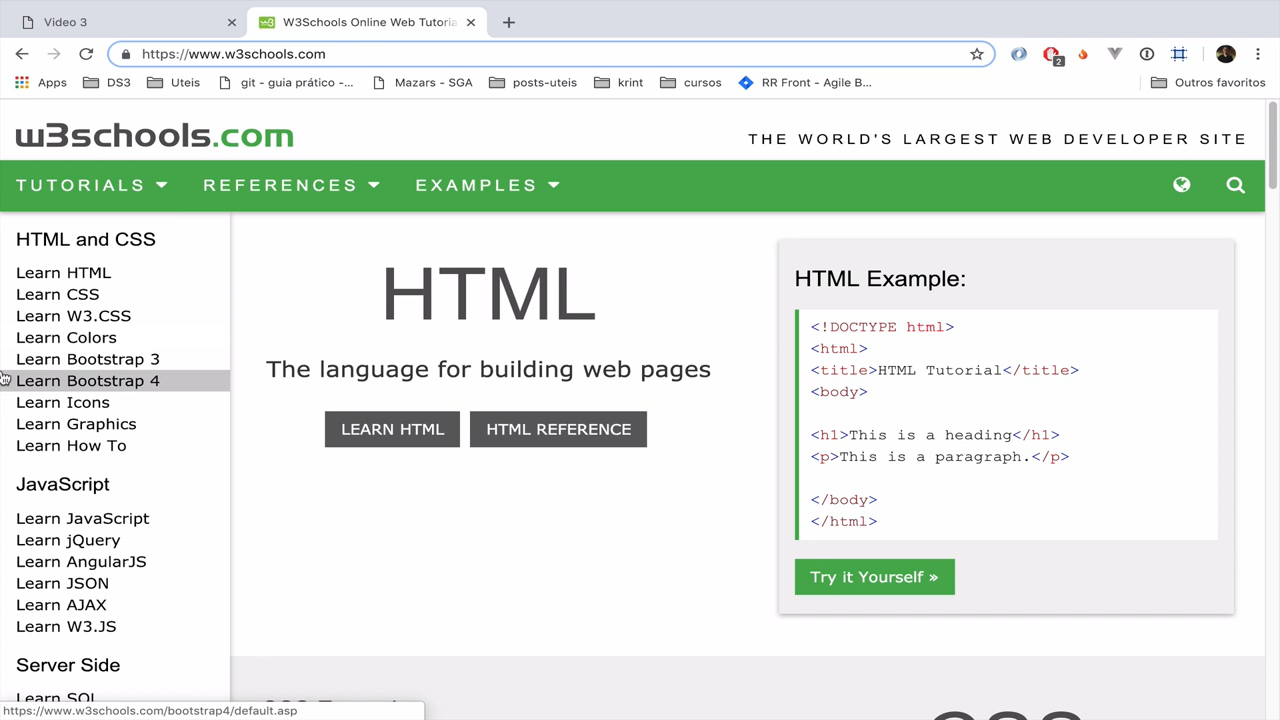 Video 3
W3Schools Online Web Tutoria
https://www.w3schools.com
2
Apps DS3 Uteis git - guia prático -... Mazars - SGA posts-uteis krint cursos RR Front - Agile B... Outros favoritos
w3schools.com
THE WORLD'S LARGEST WEB DEVELOPER SITE
TUTORIALS REFERENCES EXAMPLES
HTML and CSS
Learn HTML
Learn CSS
Learn W3.CSS
Learn Colors
Learn Bootstrap 3
Learn Bootstrap 4
Learn Icons
Learn Graphics
Learn How To
JavaScript
Learn JavaScript
Learn jQuery
Learn AngularJS
Learn JSON
Learn AJAX
Learn W3.JS
Server Side
Learn SQL
HTML
The language for building web pages
LEARN HTML HTML REFERENCE
HTML Example:
<!DOCTYPE html>
<html>
<title>HTML Tutorial</title>
<body>
<h1>This is a heading</h1>
<p>This is a paragraph.</p>
</body>
</html>
Try it Yourself »
CSS
https://www.w3schools.com/bootstrap4/default.asp